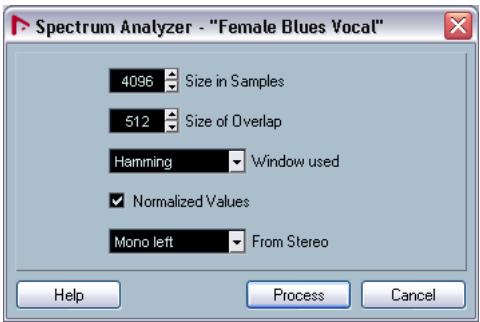 Spectrum Analyzer - "Female Blues Vocal"
4096 Size in Samples
512 Size of Overlap
Hamming Window used
Normalized Values
Mono left From Stereo
Help Process Cancel